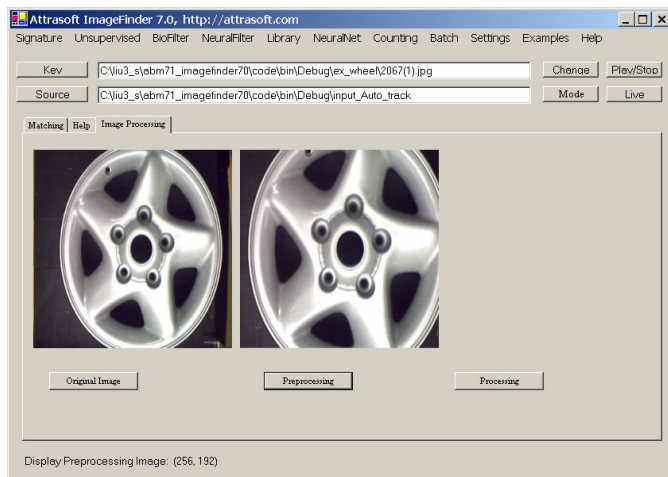 Attrasoft ImageFinder 7.0, http://attrasoft.com
Signature Unsupervised BioFilter NeuralFilter Library NeuralNet Counting Batch Settings Examples Help
Key C:\liu3_s\abm71_imagefinder70\code\bin\Debug\ex_wheel\2067(1).jpg Change Play/Stop
Source C:\liu3_s\abm71_imagefinder70\code\bin\Debug\input_Auto_track Mode Live
Matching Help Image Processing
Original Image Preprocessing Processing
Display Preprocessing Image: (256, 192)